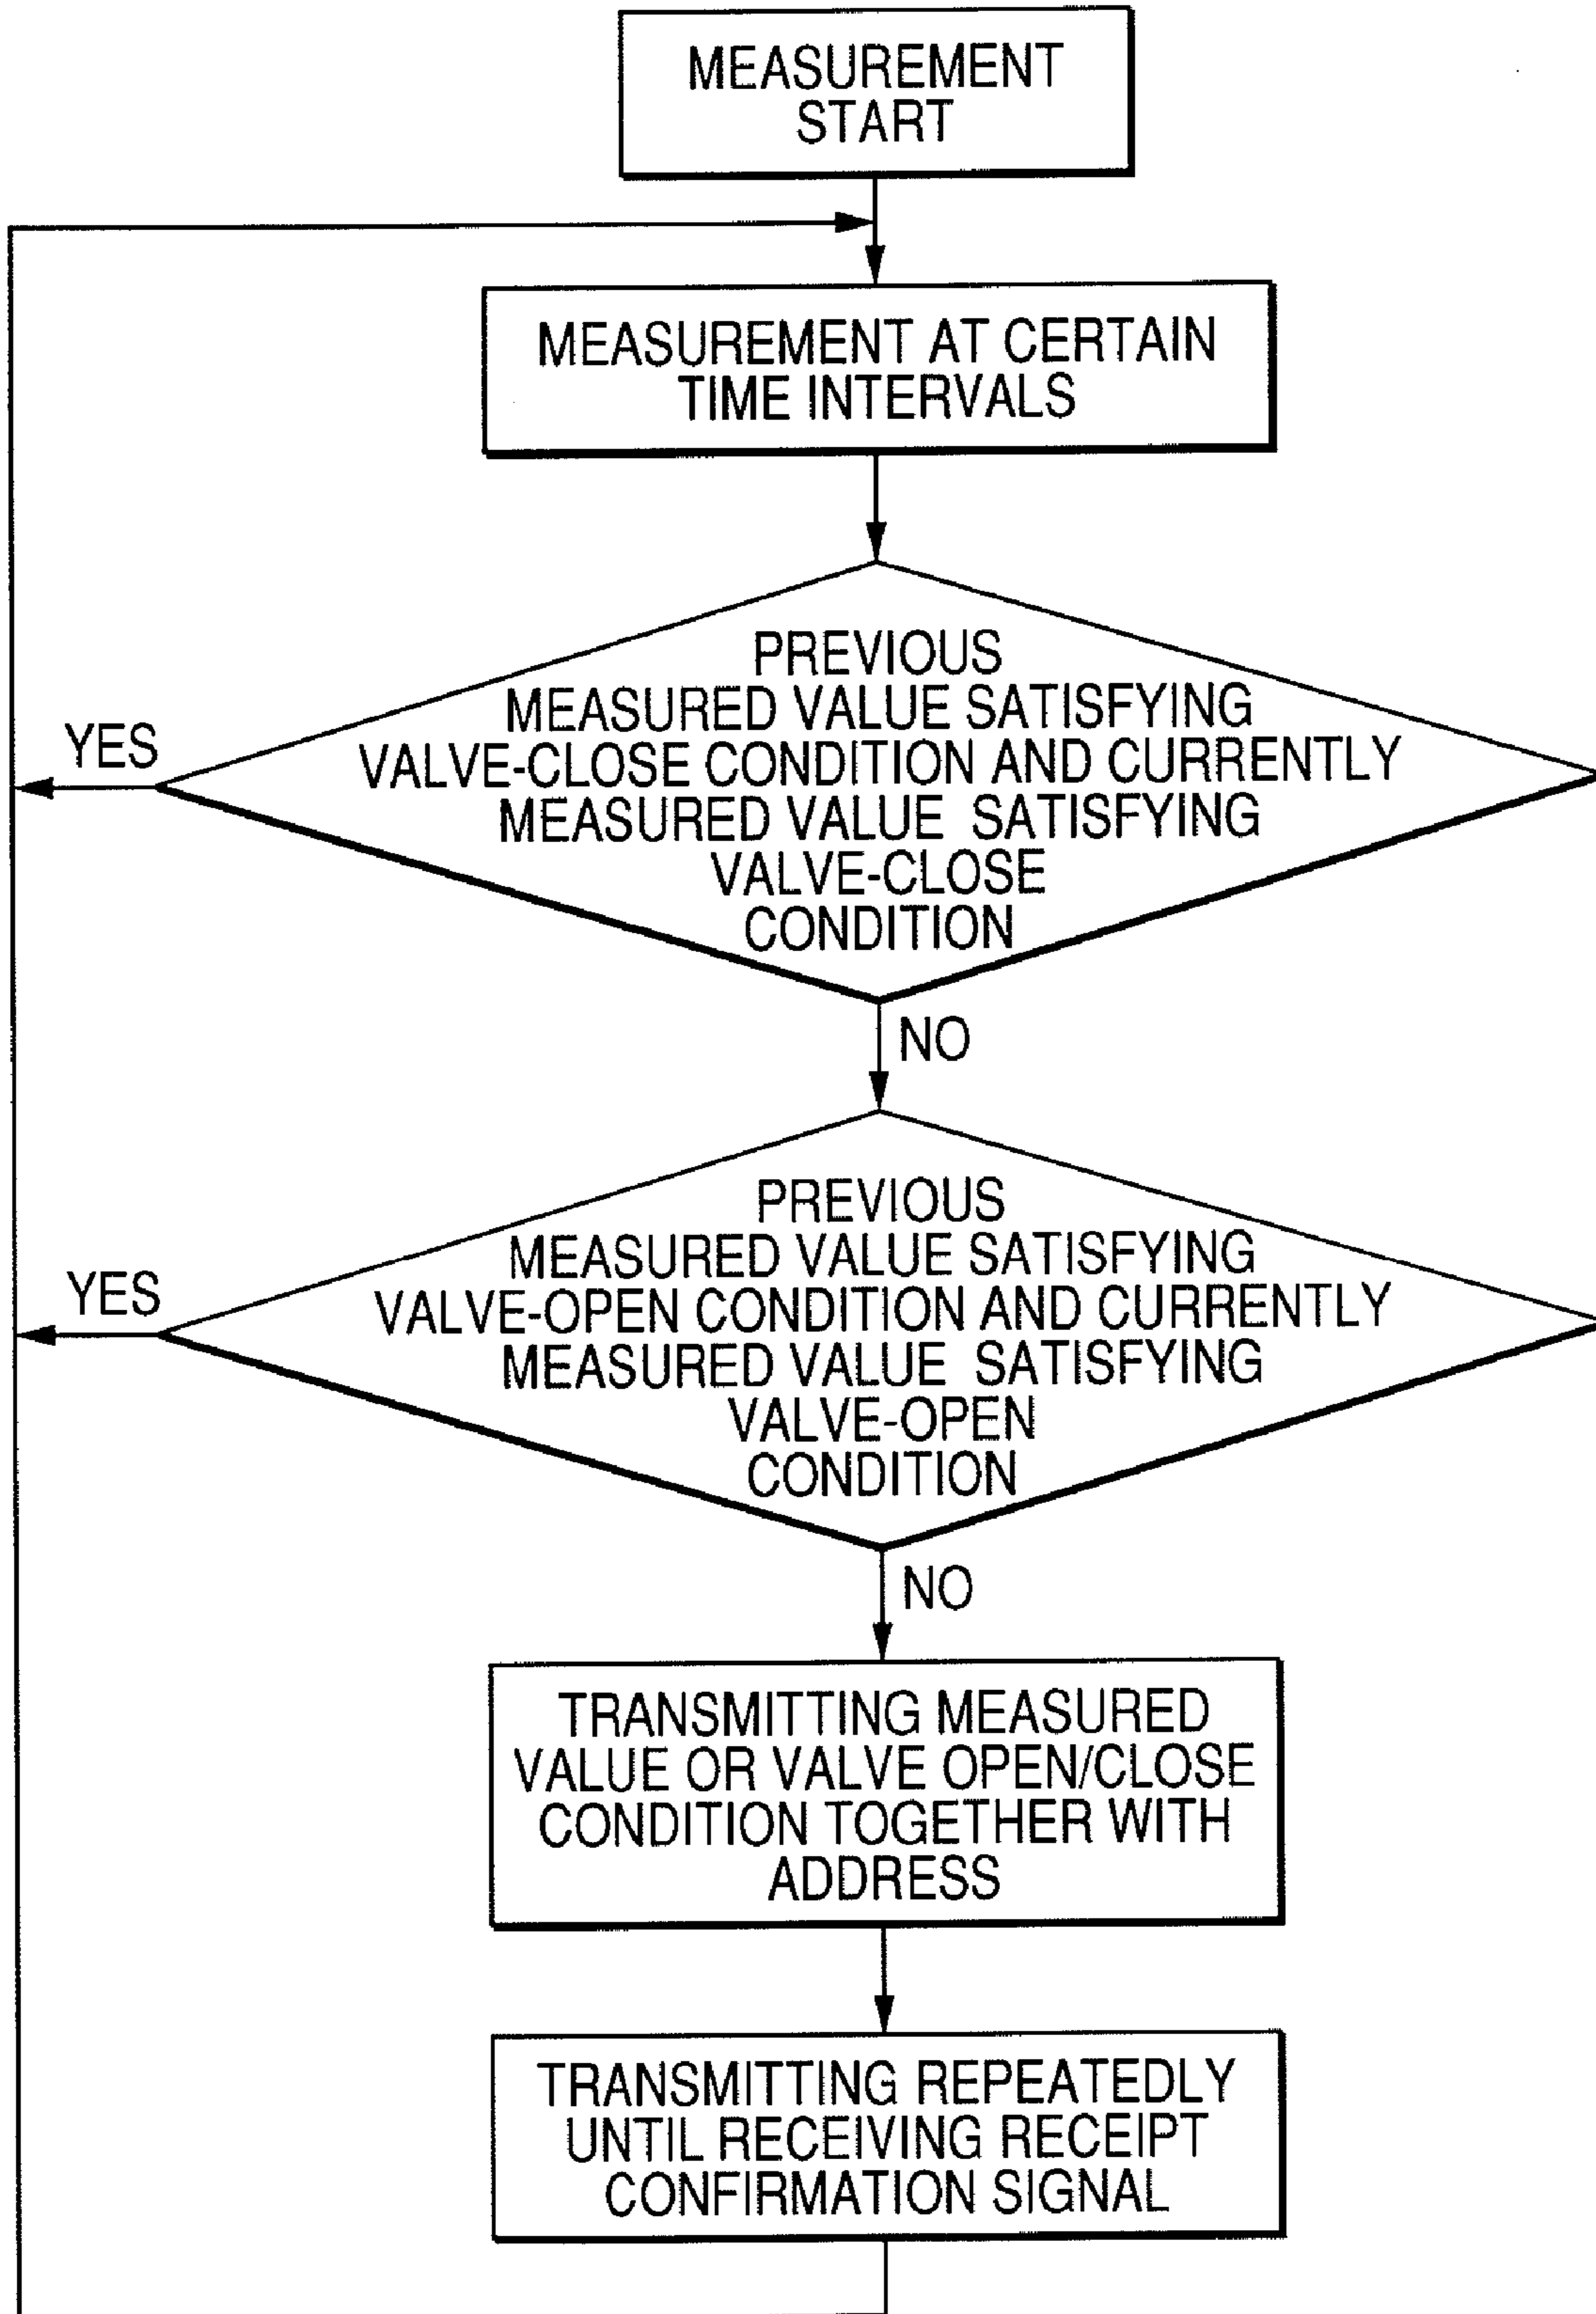 MEASUREMENT
START
MEASUREMENT AT CERTAIN
TIME INTERVALS
PREVIOUS
MEASURED VALUE SATISFYING
VALVE-CLOSE CONDITION AND CURRENTLY
MEASURED VALUE SATISFYING
VALVE-CLOSE
CONDITION
YES
NO
PREVIOUS
MEASURED VALUE SATISFYING
VALVE-OPEN CONDITION AND CURRENTLY
MEASURED VALUE SATISFYING
VALVE-OPEN
CONDITION
YES
NO
TRANSMITTING MEASURED
VALUE OR VALVE OPEN/CLOSE
CONDITION TOGETHER WITH
ADDRESS
TRANSMITTING REPEATEDLY
UNTIL RECEIVING RECEIPT
CONFIRMATION SIGNAL